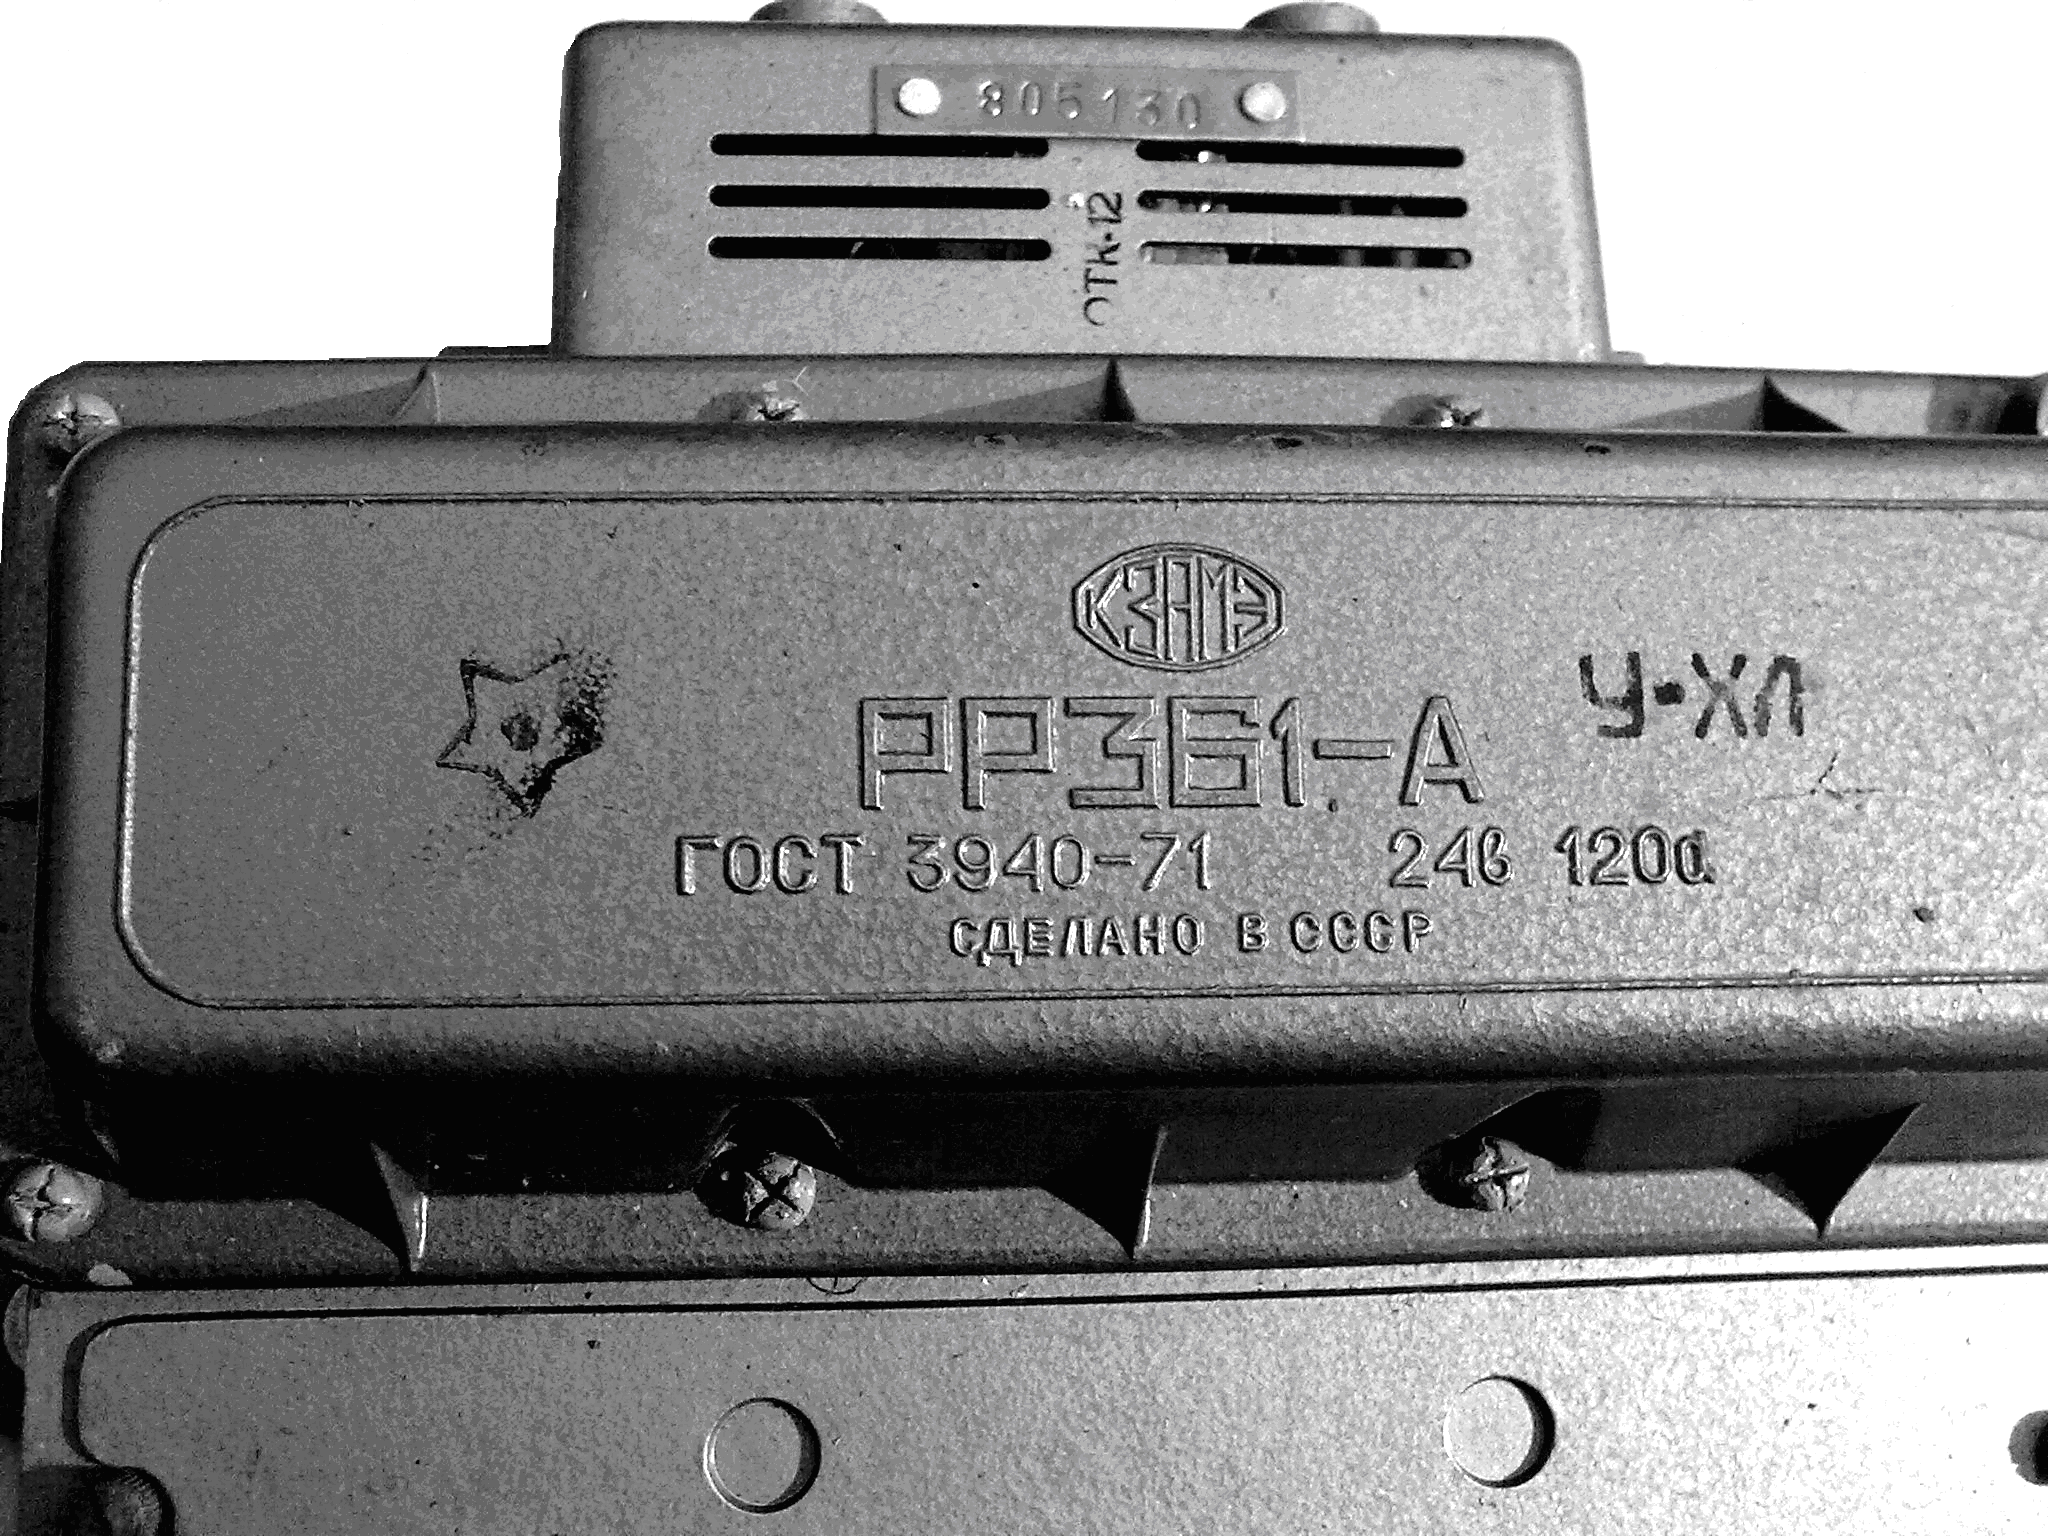 805130
ОТК-12
КЗАМЭ
РР361-А
У-ХЛ
ГОСТ 3940-71 24в 120а
СДЕЛАНО В СССР